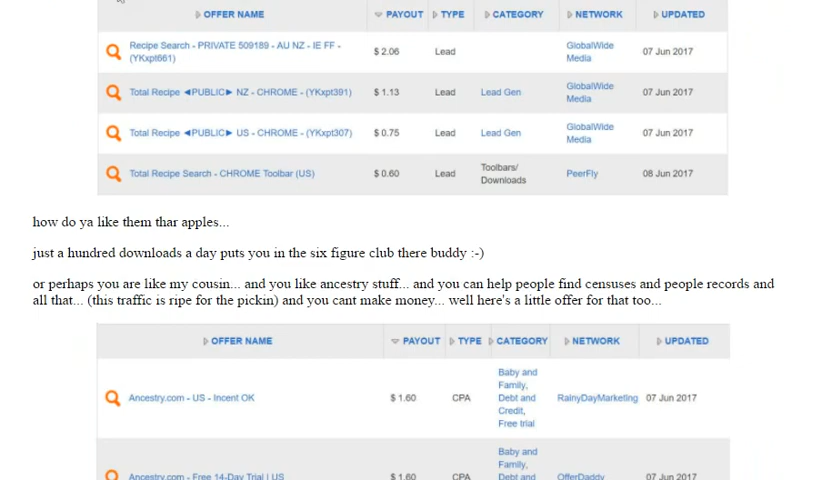 OFFER NAME PAYOUT TYPE CATEGORY NETWORK UPDATED
Recipe Search - PRIVATE 509189 - AU NZ - IE FF - (YKxpt661) $ 2.06 Lead GlobalWide Media 07 Jun 2017
Total Recipe ◄PUBLIC► NZ - CHROME - (YKxpt391) $ 1.13 Lead Lead Gen GlobalWide Media 07 Jun 2017
Total Recipe ◄PUBLIC► US - CHROME - (YKxpt307) $ 0.75 Lead Lead Gen GlobalWide Media 07 Jun 2017
Total Recipe Search - CHROME Toolbar (US) $ 0.60 Lead Toolbars/ Downloads PeerFly 08 Jun 2017
how do ya like them thar apples...
just a hundred downloads a day puts you in the six figure club there buddy :-)
or perhaps you are like my cousin... and you like ancestry stuff... and you can help people find censuses and people records and
all that... (this traffic is ripe for the pickin) and you cant make money... well here's a little offer for that too...
OFFER NAME PAYOUT TYPE CATEGORY NETWORK UPDATED
Ancestry.com - US - Incent OK $ 1.60 CPA Baby and Family, Debt and Credit, Free trial RainyDayMarketing 07 Jun 2017
Ancestry.com - Free 14-Day Trial | US $ 1.60 CPA Baby and Family, Debt and OfferDaddy 07 Jun 2017